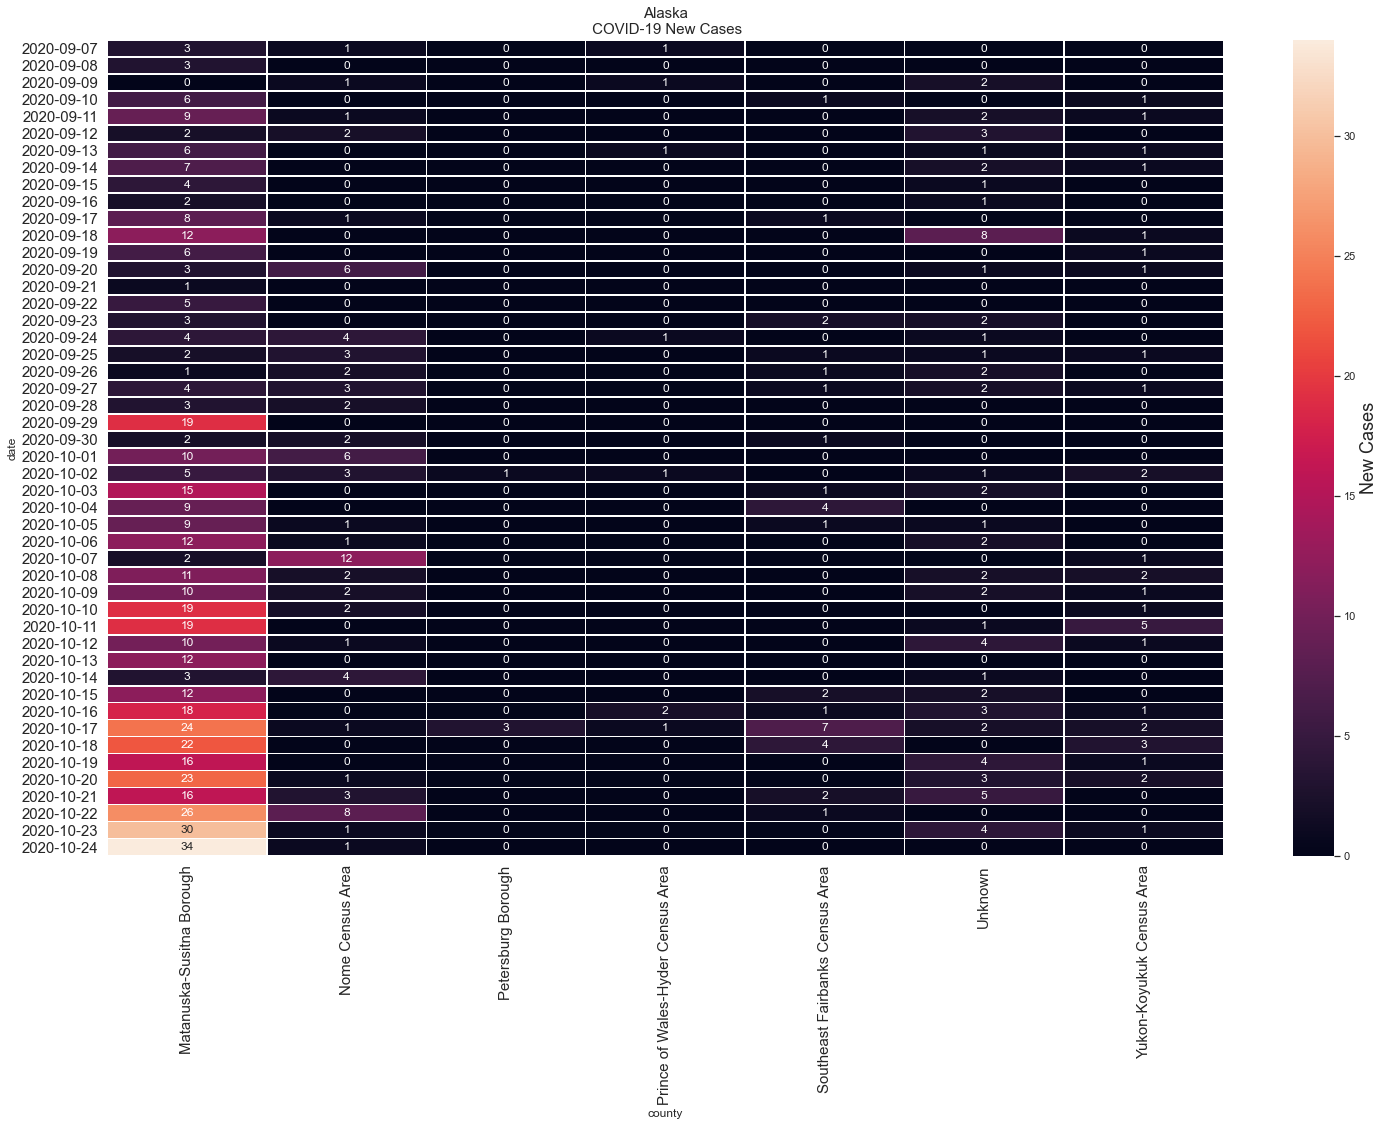 Alaska
COVID-19 New Cases
2020-09-07 3 1 0 1 0 0 0
2020-09-08 3 0 0 0 0 0 0
2020-09-09 0 1 0 1 0 2 0
2020-09-10 6 0 0 0 1 0 1
2020-09-11 9 1 0 0 0 2 1
2020-09-12 2 2 0 0 0 3 0
2020-09-13 6 0 0 1 0 1 1
2020-09-14 7 0 0 0 0 2 1
2020-09-15 4 0 0 0 0 1 0
2020-09-16 2 0 0 0 0 1 0
2020-09-17 8 1 0 0 1 0 0
2020-09-18 12 0 0 0 0 8 1
2020-09-19 6 0 0 0 0 0 1
2020-09-20 3 6 0 0 0 1 1
2020-09-21 1 0 0 0 0 0 0
2020-09-22 5 0 0 0 0 0 0
2020-09-23 3 0 0 0 2 2 0
2020-09-24 4 4 0 1 0 1 0
2020-09-25 2 3 0 0 1 1 1
2020-09-26 1 2 0 0 1 2 0
2020-09-27 4 3 0 0 1 2 1
2020-09-28 3 2 0 0 0 0 0
2020-09-29 19 0 0 0 0 0 0
2020-09-30 2 2 0 0 1 0 0
2020-10-01 10 6 0 0 0 0 0
2020-10-02 5 3 1 1 0 1 2
2020-10-03 15 0 0 0 1 2 0
2020-10-04 9 0 0 0 4 0 0
2020-10-05 9 1 0 0 1 1 0
2020-10-06 12 1 0 0 0 2 0
2020-10-07 2 12 0 0 0 0 1
2020-10-08 11 2 0 0 0 2 2
2020-10-09 10 2 0 0 0 2 1
2020-10-10 19 2 0 0 0 0 1
2020-10-11 19 0 0 0 0 1 5
2020-10-12 10 1 0 0 0 4 1
2020-10-13 12 0 0 0 0 0 0
2020-10-14 3 4 0 0 0 1 0
2020-10-15 12 0 0 0 2 2 0
2020-10-16 18 0 0 2 1 3 1
2020-10-17 24 1 3 1 7 2 2
2020-10-18 22 0 0 0 4 0 3
2020-10-19 16 0 0 0 0 4 1
2020-10-20 23 1 0 0 0 3 2
2020-10-21 16 3 0 0 2 5 0
2020-10-22 26 8 0 0 1 0 0
2020-10-23 30 1 0 0 0 4 1
2020-10-24 34 1 0 0 0 0 0
date
Matanuska-Susitna Borough
Nome Census Area
Petersburg Borough
Prince of Wales-Hyder Census Area
Southeast Fairbanks Census Area
Unknown
Yukon-Koyukuk Census Area
county
30
25
20
15
10
5
0
New Cases